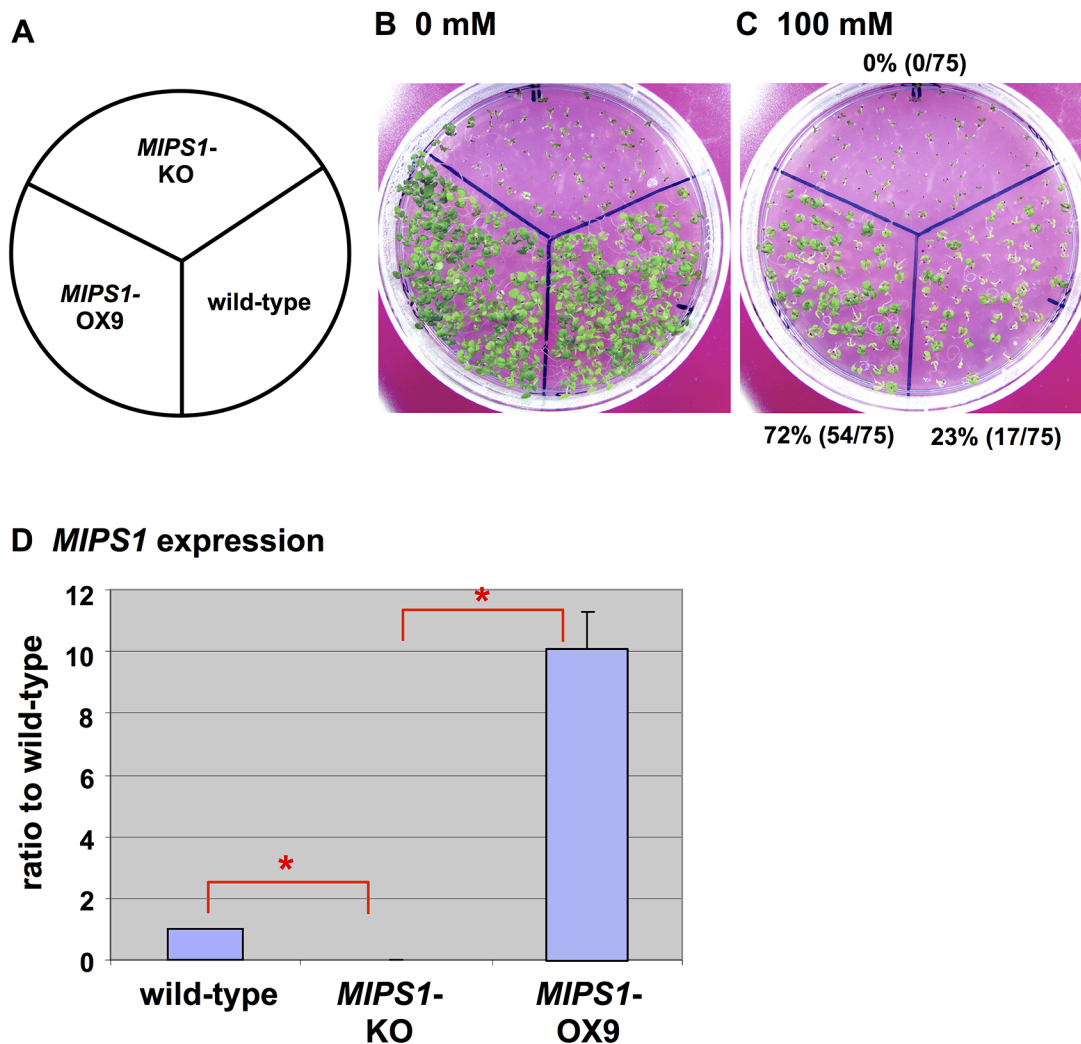 A
MIPS1-
KO
MIPS1-
OX9
wild-type
B 0 mM
C 100 mM
0% (0/75)
72% (54/75)
23% (17/75)
D MIPS1 expression
ratio to wild-type
12
10
8
6
4
2
0
*
*
wild-type
MIPS1-
KO
MIPS1-
OX9